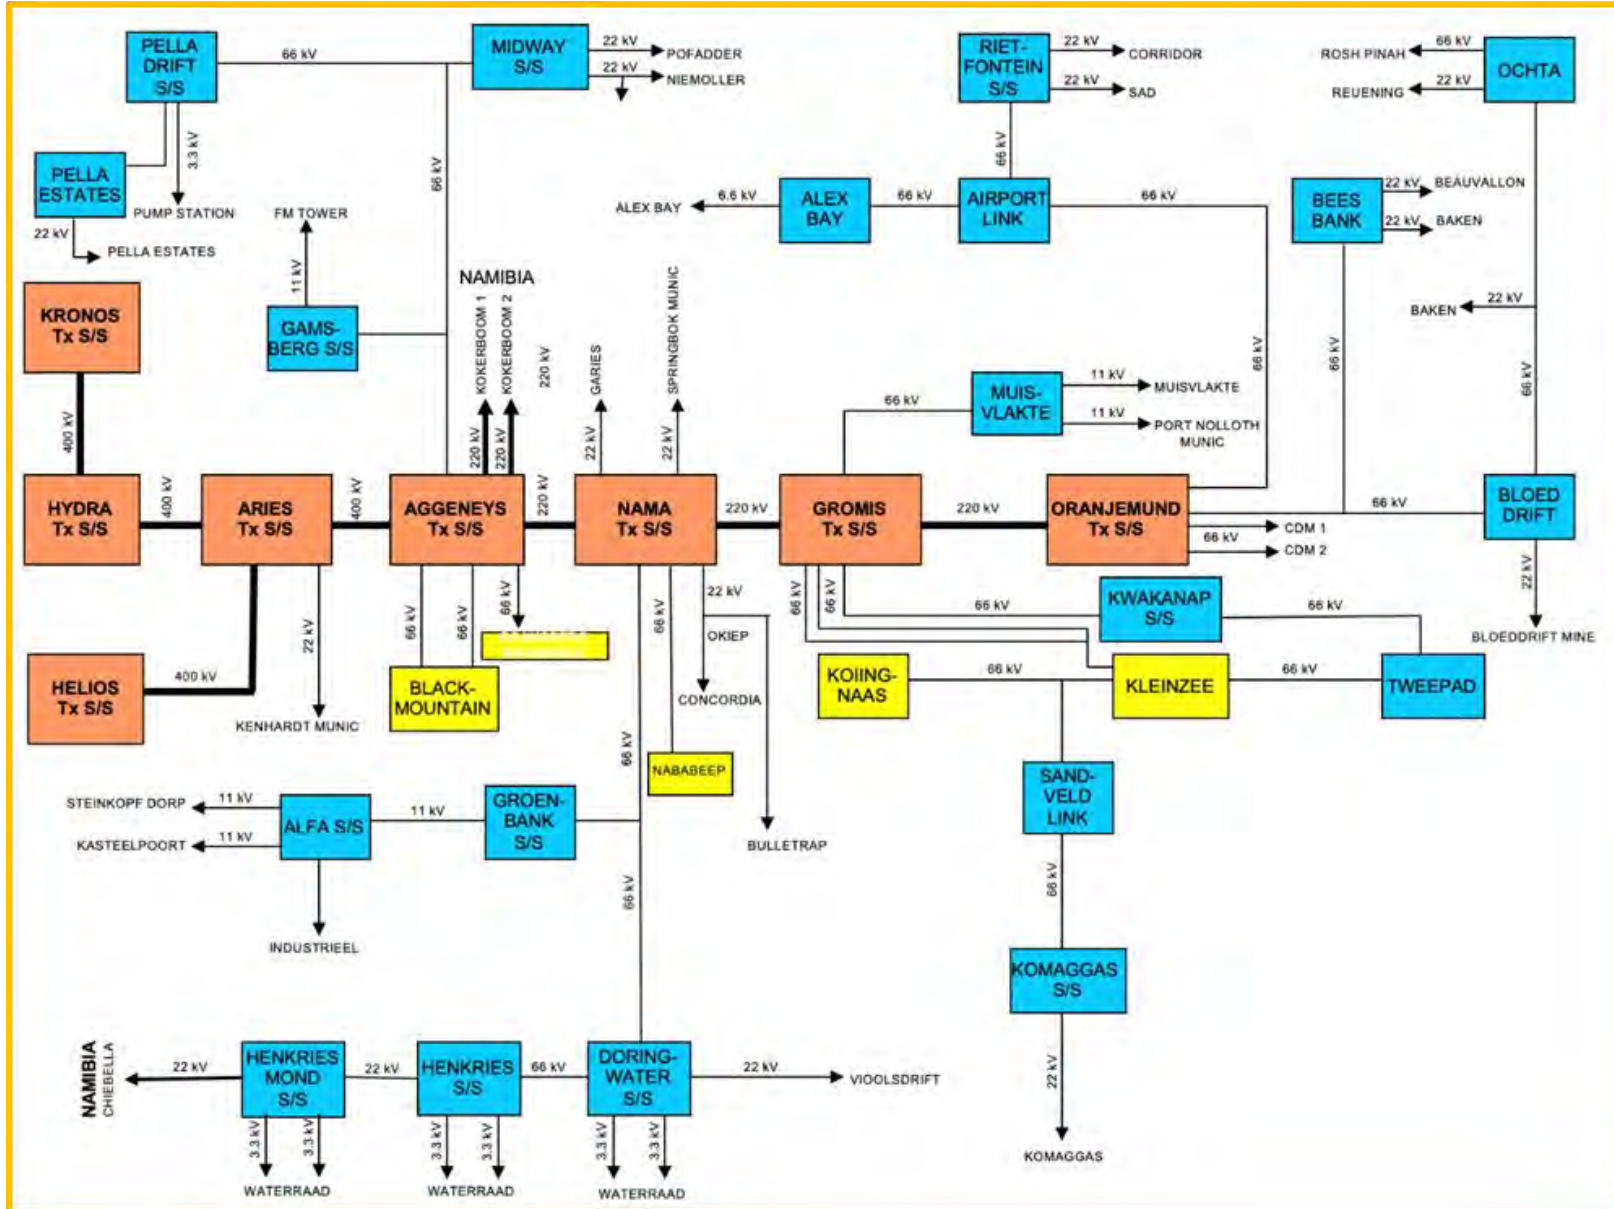 PELLA
DRIFT
S/S
66 kV
MIDWAY
S/S
22 kV
POFADDER
22 kV
NIEMOLLER
RIET-
FONTEIN
S/S
22 kV
CORRIDOR
22 kV
SAD
ROSH PINAH
66 kV
REUENING
22 kV
OCHTA
3.3 kV
PELLA
ESTATES
PUMP STATION
22 kV
PELLA ESTATES
66 kV
66 kV
ALEX BAY
6.6 kV
ALEX
BAY
66 kV
AIRPORT
LINK
66 kV
BEES
BANK
22 kV
BEAUVALLON
22 kV
BAKEN
FM TOWER
11 kV
GAMS-
BERG S/S
NAMIBIA
KOKERBOOM 1
KOKERBOOM 2
220 kV
220 kV
220 kV
GARIES
22 kV
SPRINGBOK MUNIC
22 kV
BAKEN
22 kV
66 kV
66 kV
66 kV
KRONOS
Tx S/S
400 kV
66 kV
MUIS-
VLAKTE
11 kV
MUISVLAKTE
11 kV
PORT NOLLOTH
MUNIC
HYDRA
Tx S/S
400 kV
ARIES
Tx S/S
400 kV
AGGENEYS
Tx S/S
220 kV
NAMA
Tx S/S
220 kV
GROMIS
Tx S/S
220 kV
ORANJEMUND
Tx S/S
66 kV
CDM 1
66 kV
CDM 2
BLOED
DRIFT
22 kV
BLOEDDRIFT MINE
HELIOS
Tx S/S
400 kV
22 kV
KENHARDT MUNIC
66 kV
66 kV
66 kV
BLACK-
MOUNTAIN
66 kV
66 kV
22 kV
OKIEP
CONCORDIA
NABABEEP
BULLETRAP
66 kV
66 kV
66 kV
KWAKANAP
S/S
66 kV
KOIING-
NAAS
66 kV
KLEINZEE
66 kV
TWEEPAD
SAND-
VELD
LINK
66 kV
KOMAGGAS
S/S
22 kV
KOMAGGAS
STEINKOPF DORP
11 kV
KASTEELPOORT
11 kV
ALFA S/S
11 kV
GROEN-
BANK
S/S
INDUSTRIEEL
66 kV
NAMIBIA
CHIEBELLA
22 kV
HENKRIES
MOND
S/S
22 kV
HENKRIES
S/S
66 kV
DORING-
WATER
S/S
22 kV
VIOOLSDRIFT
3.3 kV
3.3 kV
WATERRAAD
3.3 kV
3.3 kV
WATERRAAD
3.3 kV
3.3 kV
WATERRAAD